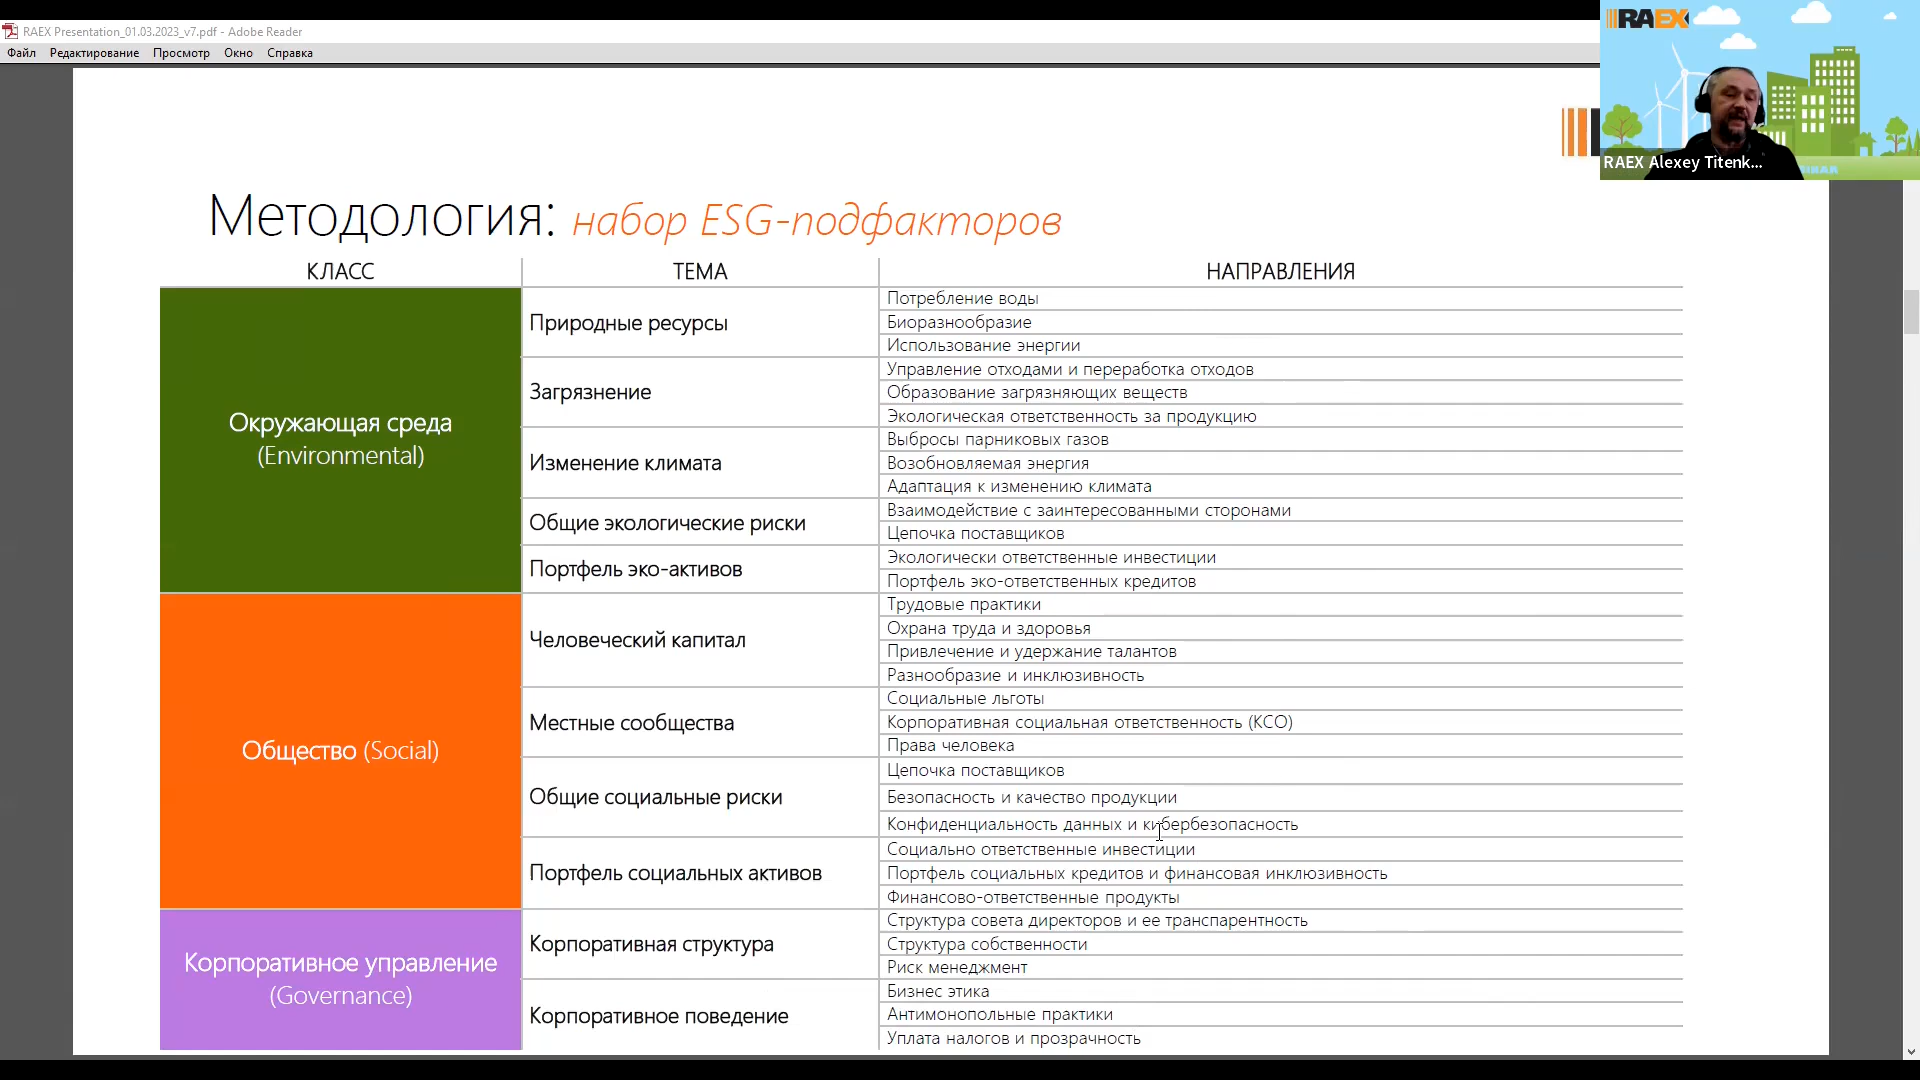 RAEX Presentation_01.03.2023_v7.pdf - Adobe Reader
Файл Редактирование Просмотр Окно Справка
RAEX
RAEX Alexey Titenk...
Методология: набор ESG-подфакторов
КЛАСС ТЕМА НАПРАВЛЕНИЯ
Окружающая среда
(Environmental)
Природные ресурсы
Потребление воды
Биоразнообразие
Использование энергии
Загрязнение
Управление отходами и переработка отходов
Образование загрязняющих веществ
Экологическая ответственность за продукцию
Изменение климата
Выбросы парниковых газов
Возобновляемая энергия
Адаптация к изменению климата
Общие экологические риски
Взаимодействие с заинтересованными сторонами
Цепочка поставщиков
Портфель эко-активов
Экологически ответственные инвестиции
Портфель эко-ответственных кредитов
Общество (Social)
Человеческий капитал
Трудовые практики
Охрана труда и здоровья
Привлечение и удержание талантов
Разнообразие и инклюзивность
Местные сообщества
Социальные льготы
Корпоративная социальная ответственность (КСО)
Права человека
Общие социальные риски
Цепочка поставщиков
Безопасность и качество продукции
Конфиденциальность данных и кибербезопасность
Портфель социальных активов
Социально ответственные инвестиции
Портфель социальных кредитов и финансовая инклюзивность
Финансово-ответственные продукты
Корпоративное управление
(Governance)
Корпоративная структура
Структура совета директоров и ее транспарентность
Структура собственности
Риск менеджмент
Корпоративное поведение
Бизнес этика
Антимонопольные практики
Уплата налогов и прозрачность